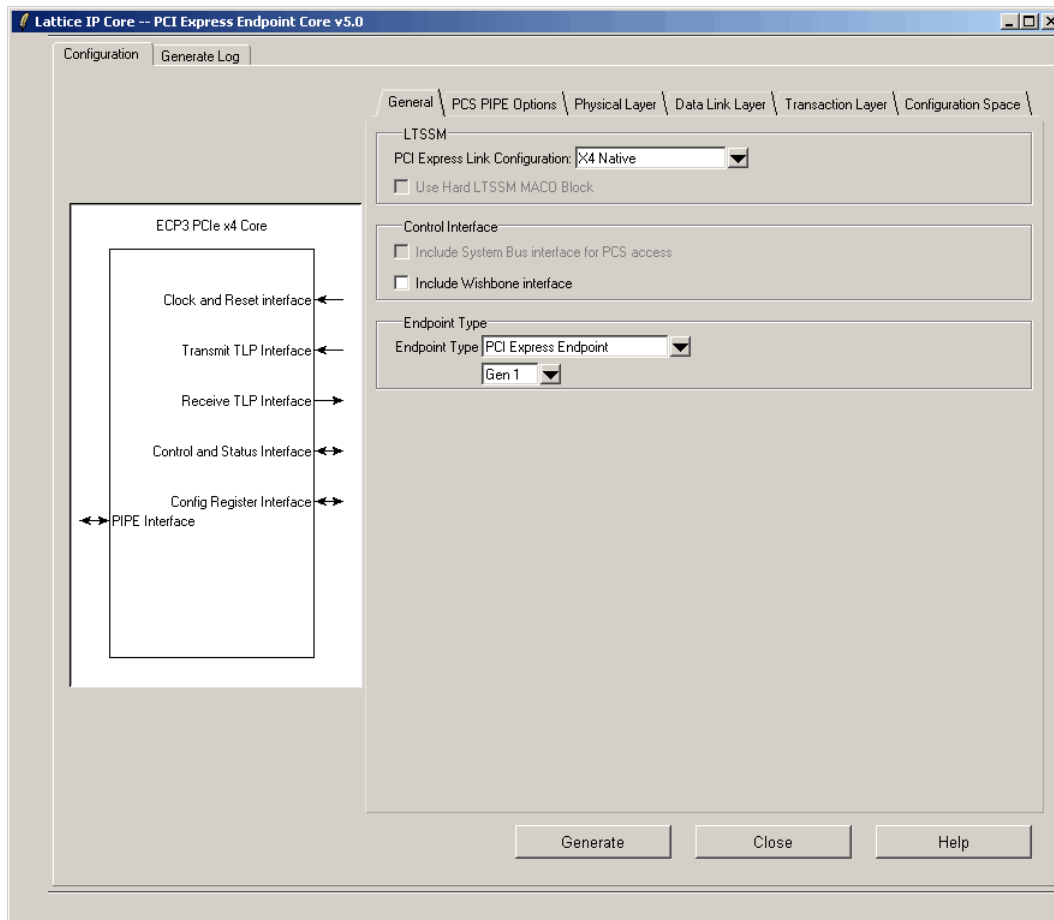 Lattice IP Core -- PCI Express Endpoint Core v5.0
Configuration
Generate Log
General
PCS PIPE Options
Physical Layer
Data Link Layer
Transaction Layer
Configuration Space
LTSSM
PCI Express Link Configuration: X4 Native
Use Hard LTSSM MACO Block
Control Interface
Include System Bus interface for PCS access
Include Wishbone interface
Endpoint Type
Endpoint Type PCI Express Endpoint
Gen 1
ECP3 PCIe x4 Core
Clock and Reset interface
Transmit TLP Interface
Receive TLP Interface
Control and Status Interface
Config Register Interface
PIPE Interface
Generate
Close
Help